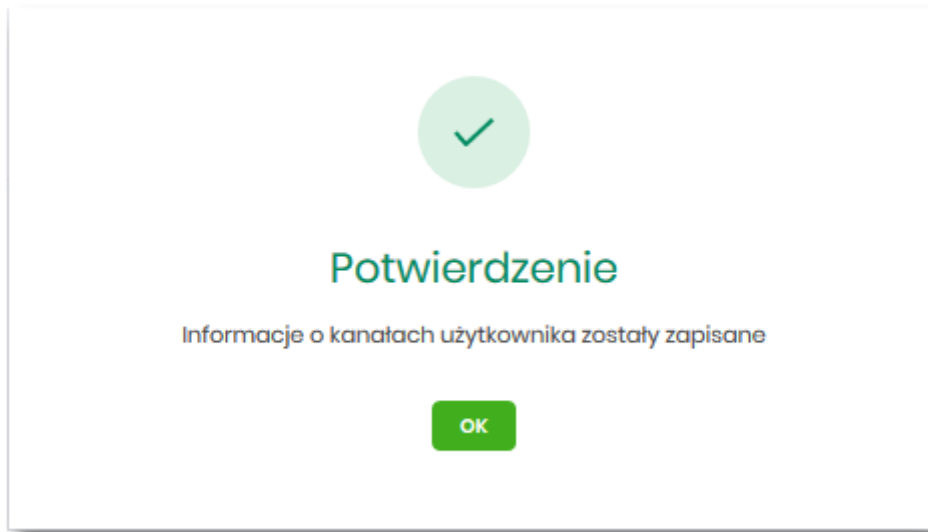 Potwierdzenie
Informacje o kanałach użytkownika zostały zapisane
OK